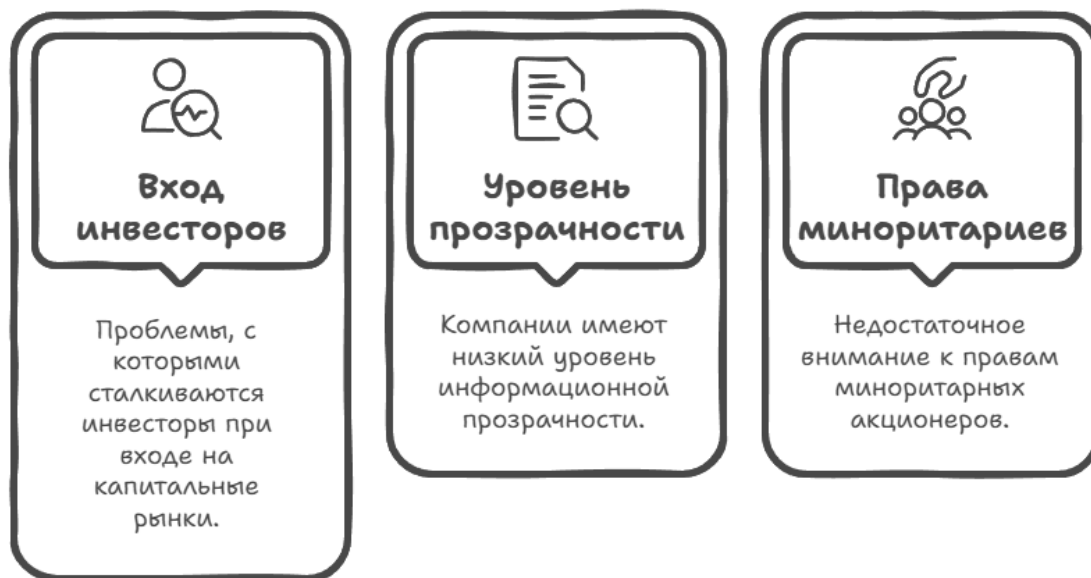 Вход
инвесторов
Проблемы, с
которыми
сталкиваются
инвесторы при
входе на
капитальные
рынки.
Уровень
прозрачности
Компании имеют
низкий уровень
информационной
прозрачности.
Права
миноритариев
Недостаточное
внимание к правам
миноритарных
акционеров.